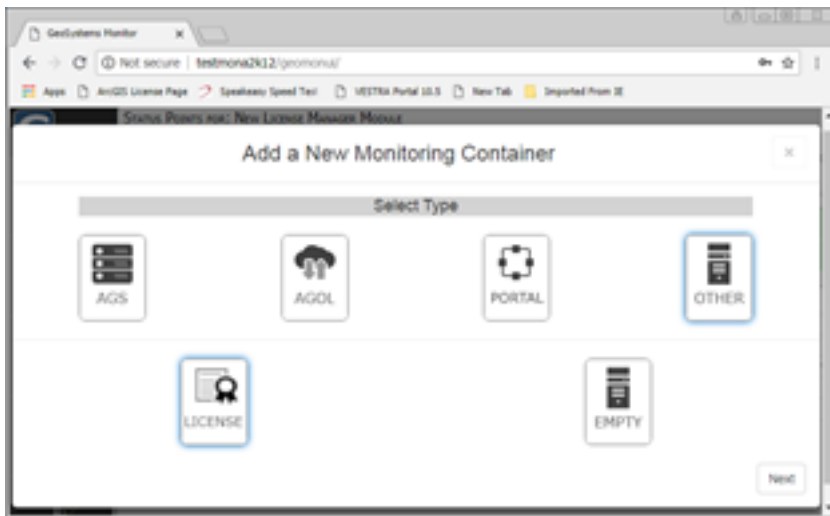 GeoSystems Monitor
Not secure | testmona2k12/geomonui/
Apps ArcGIS License Page Speakeasy Speed Test VESTRA Portal 10.5 New Tab Imported From IE
Status Points for: New License Manager Module
Add a New Monitoring Container
Select Type
AGS AGOL PORTAL OTHER
LICENSE EMPTY
Next